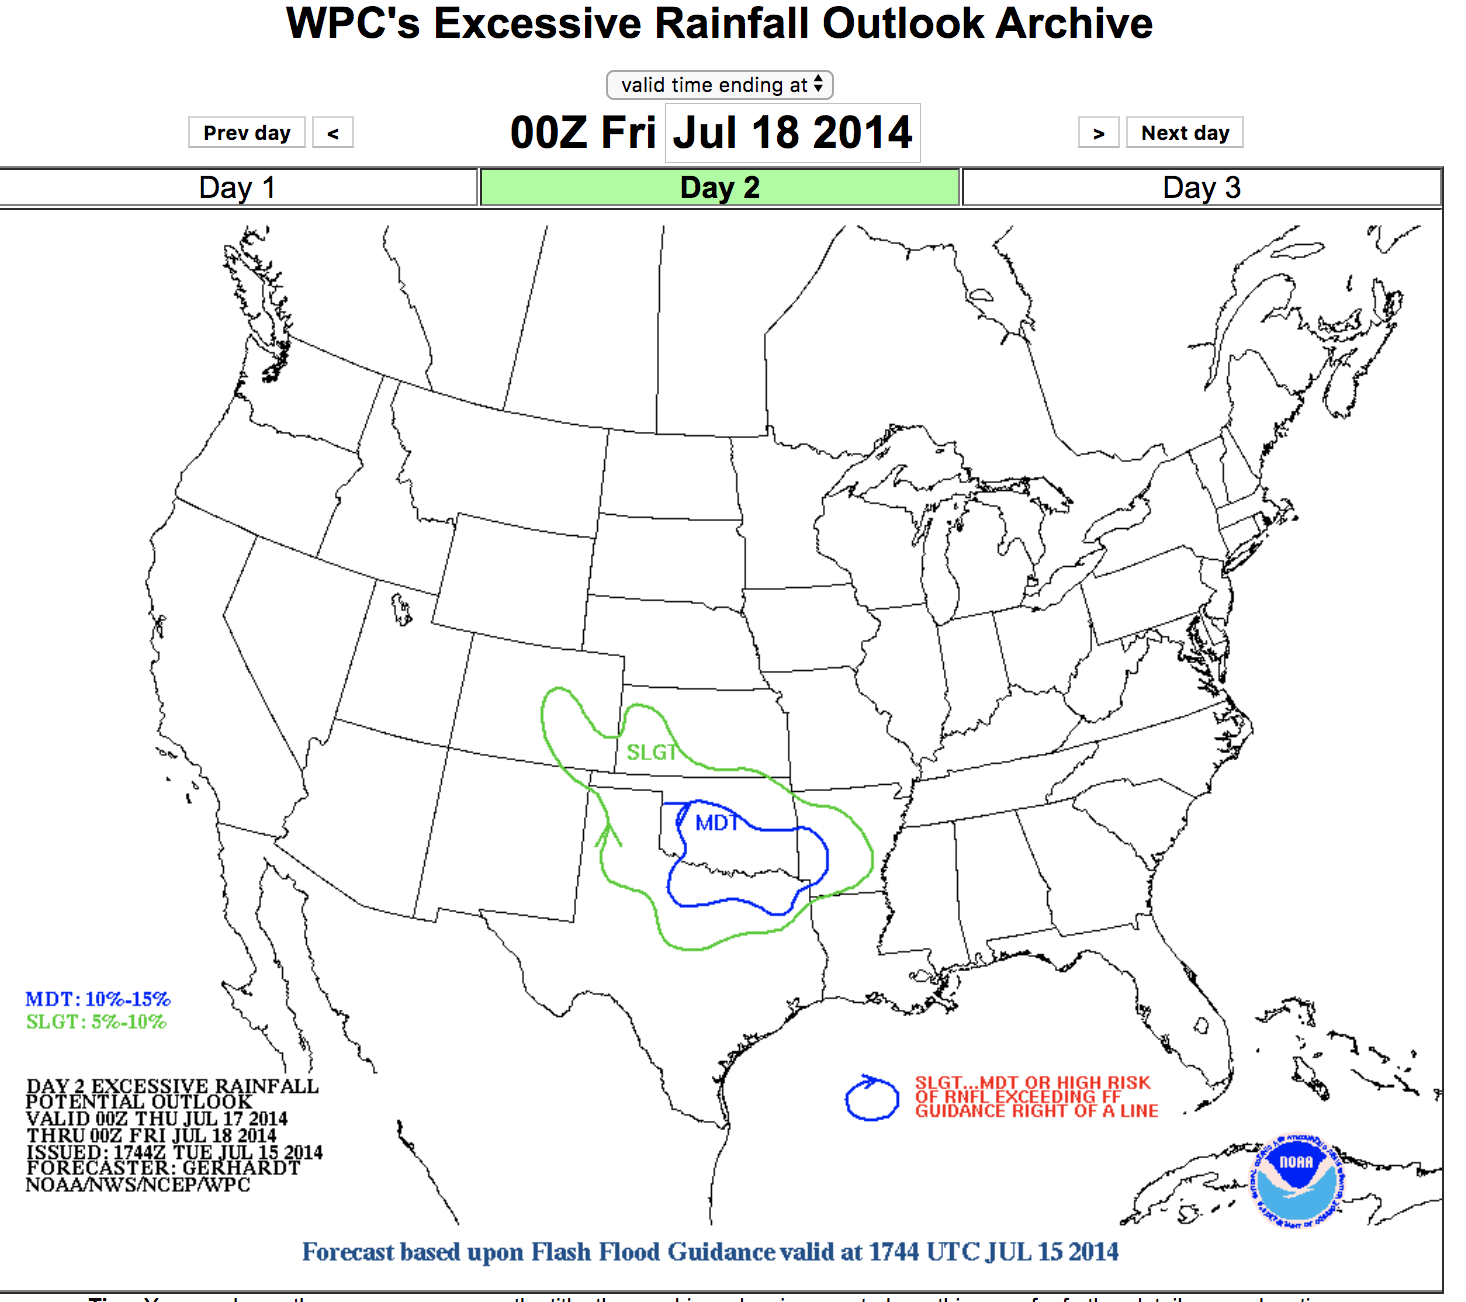 WPC's Excessive Rainfall Outlook Archive
valid time ending at
Prev day < 00Z Fri Jul 18 2014 > Next day
Day 1 Day 2 Day 3
SLGT
MDT
MDT: 10%-15%
SLGT: 5%-10%
DAY 2 EXCESSIVE RAINFALL
POTENTIAL OUTLOOK
VALID 00Z THU JUL 17 2014
THRU 00Z FRI JUL 18 2014
ISSUED: 1744Z TUE JUL 15 2014
FORECASTER: GERHARDT
NOAA/NWS/NCEP/WPC
SLGT...MDT OR HIGH RISK
OF RNFL EXCEEDING FF
GUIDANCE RIGHT OF A LINE
NOAA
Forecast based upon Flash Flood Guidance valid at 1744 UTC JUL 15 2014